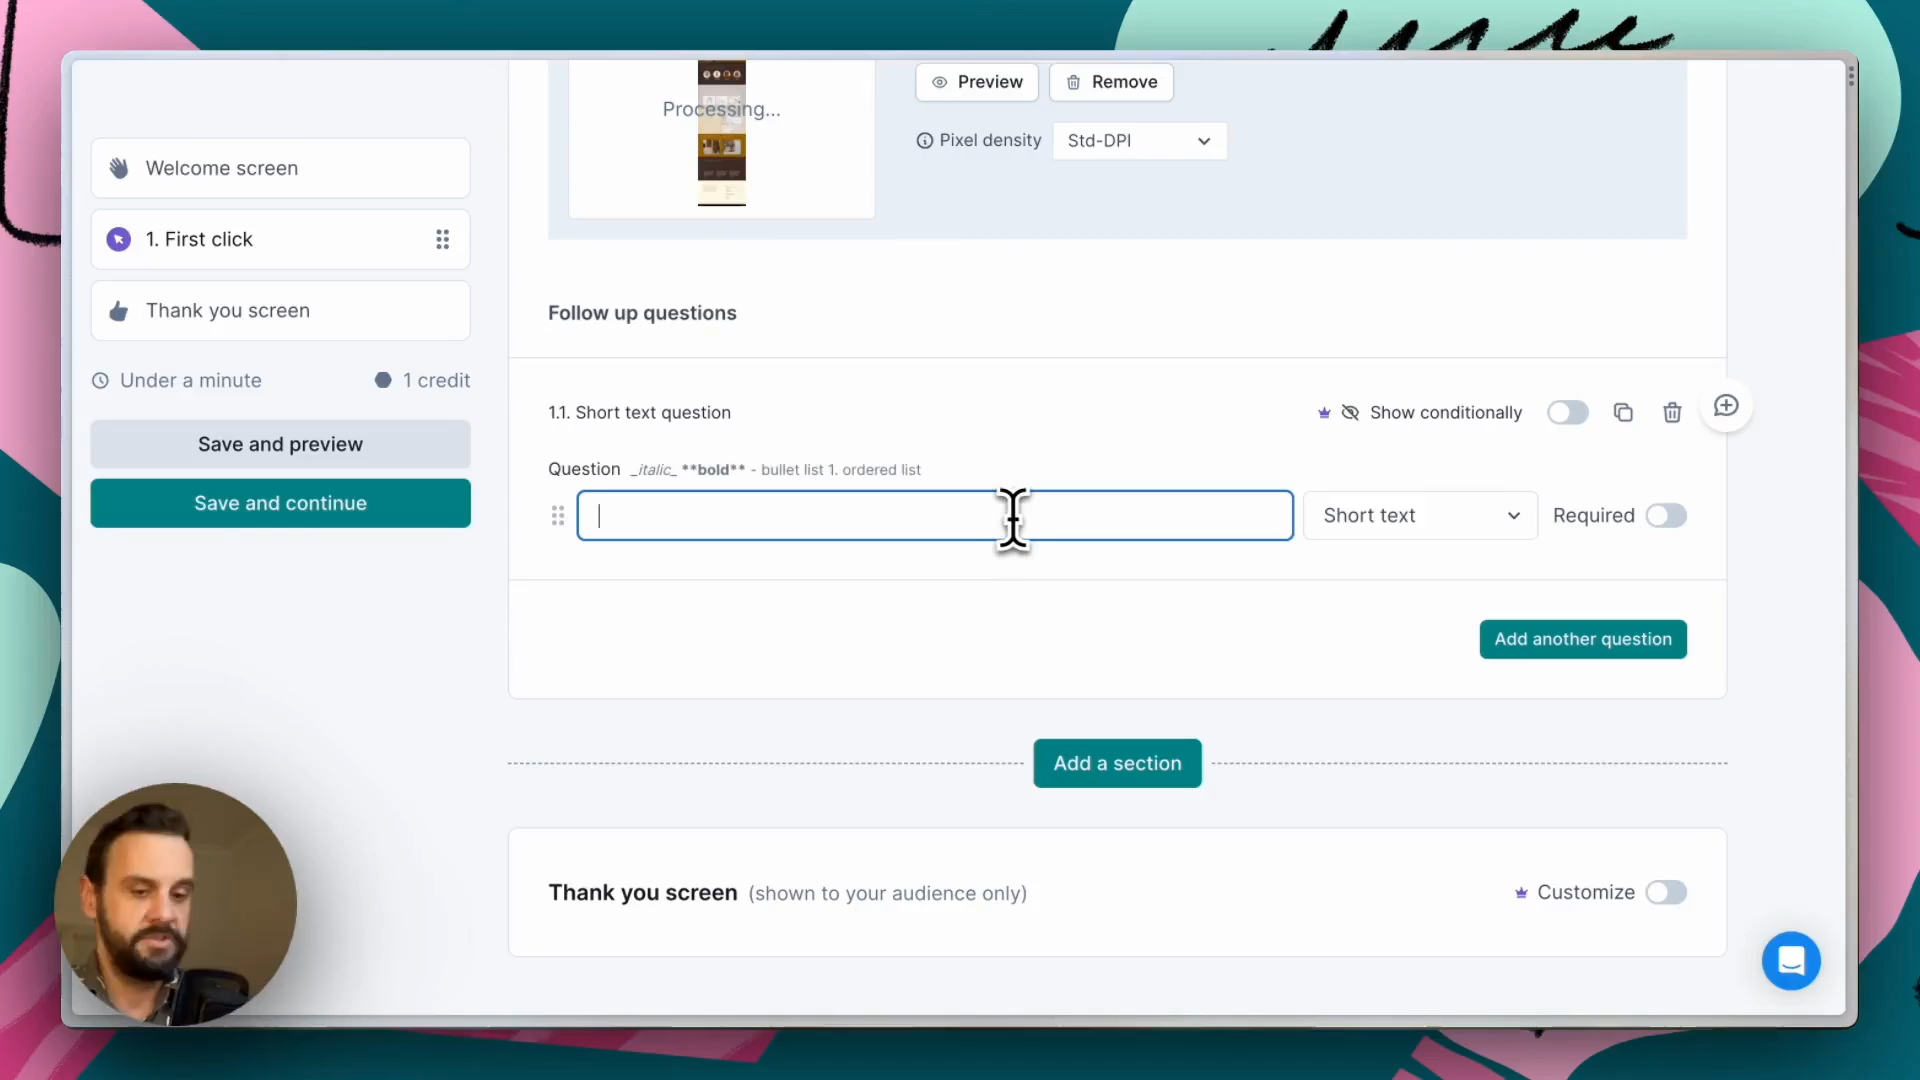 Processing...
Preview
Remove
Pixel density
Std-DPI
Welcome screen
1. First click
Thank you screen
Under a minute
1 credit
Save and preview
Save and continue
Follow up questions
1.1. Short text question
Show conditionally
Question _italic_ **bold** - bullet list 1. ordered list
Short text
Required
Add another question
Add a section
Thank you screen (shown to your audience only)
Customize